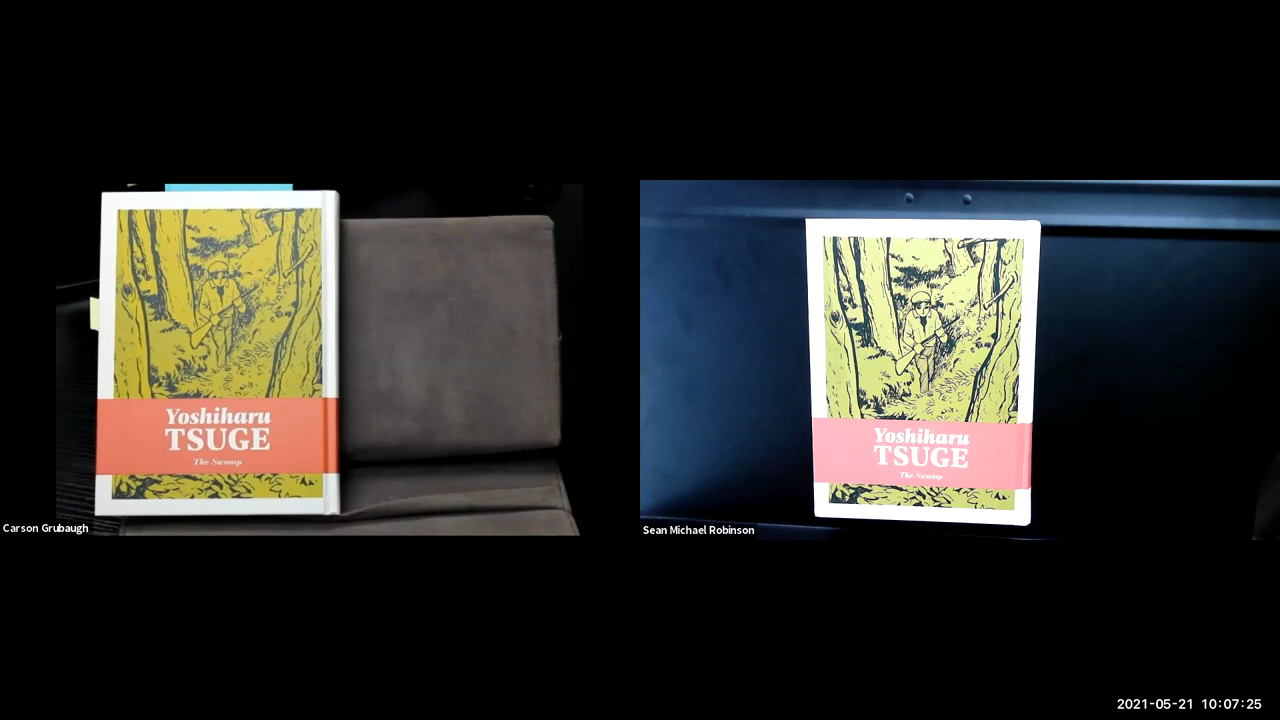 Yoshiharu
TSUGE
The Swamp
Carson Grubaugh
Yoshiharu
TSUGE
The Swamp
Sean Michael Robinson
2021-05-21 10:07:25